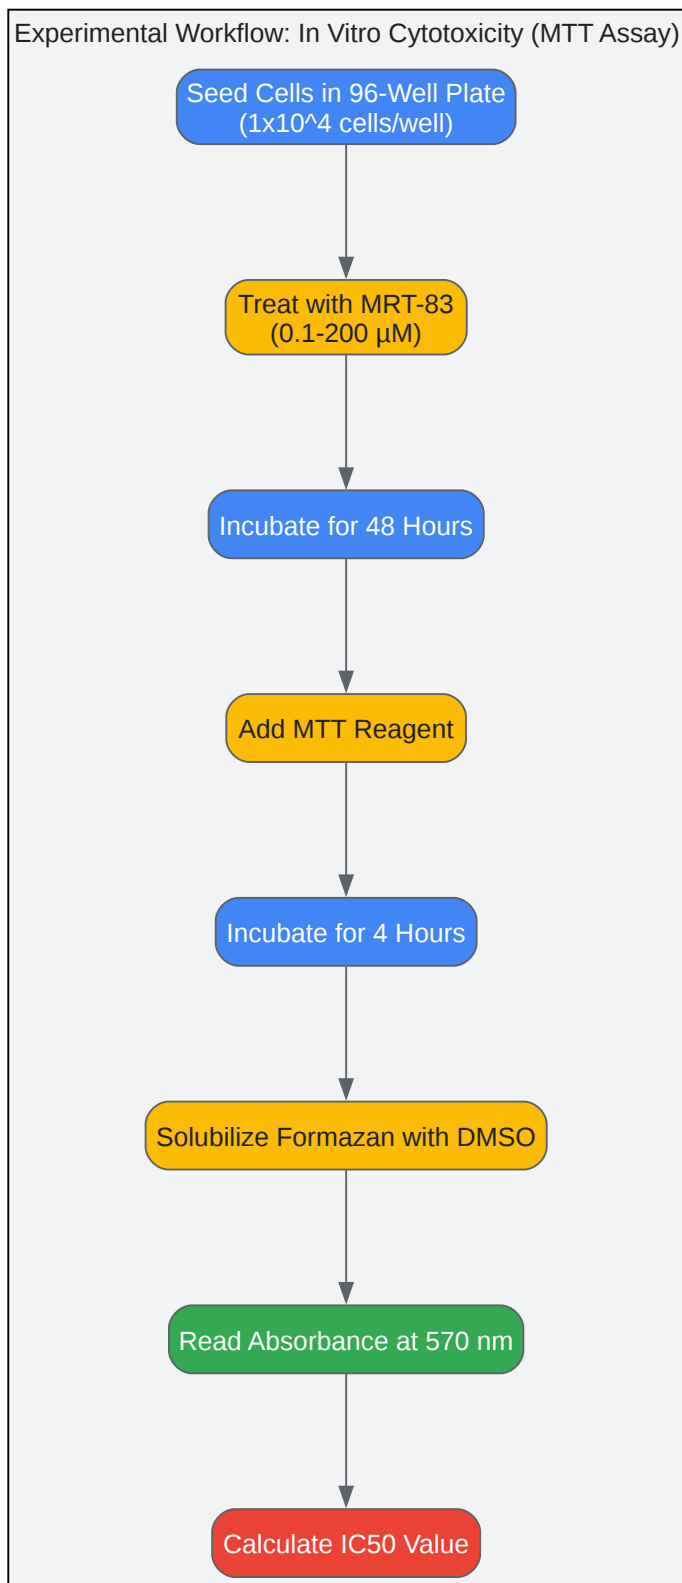 Experimental Workflow: In Vitro Cytotoxicity (MTT Assay)
Seed Cells in 96-Well Plate
(1x10^4 cells/well)
Treat with MRT-83
(0.1-200 µM)
Incubate for 48 Hours
Add MTT Reagent
Incubate for 4 Hours
Solubilize Formazan with DMSO
Read Absorbance at 570 nm
Calculate IC50 Value